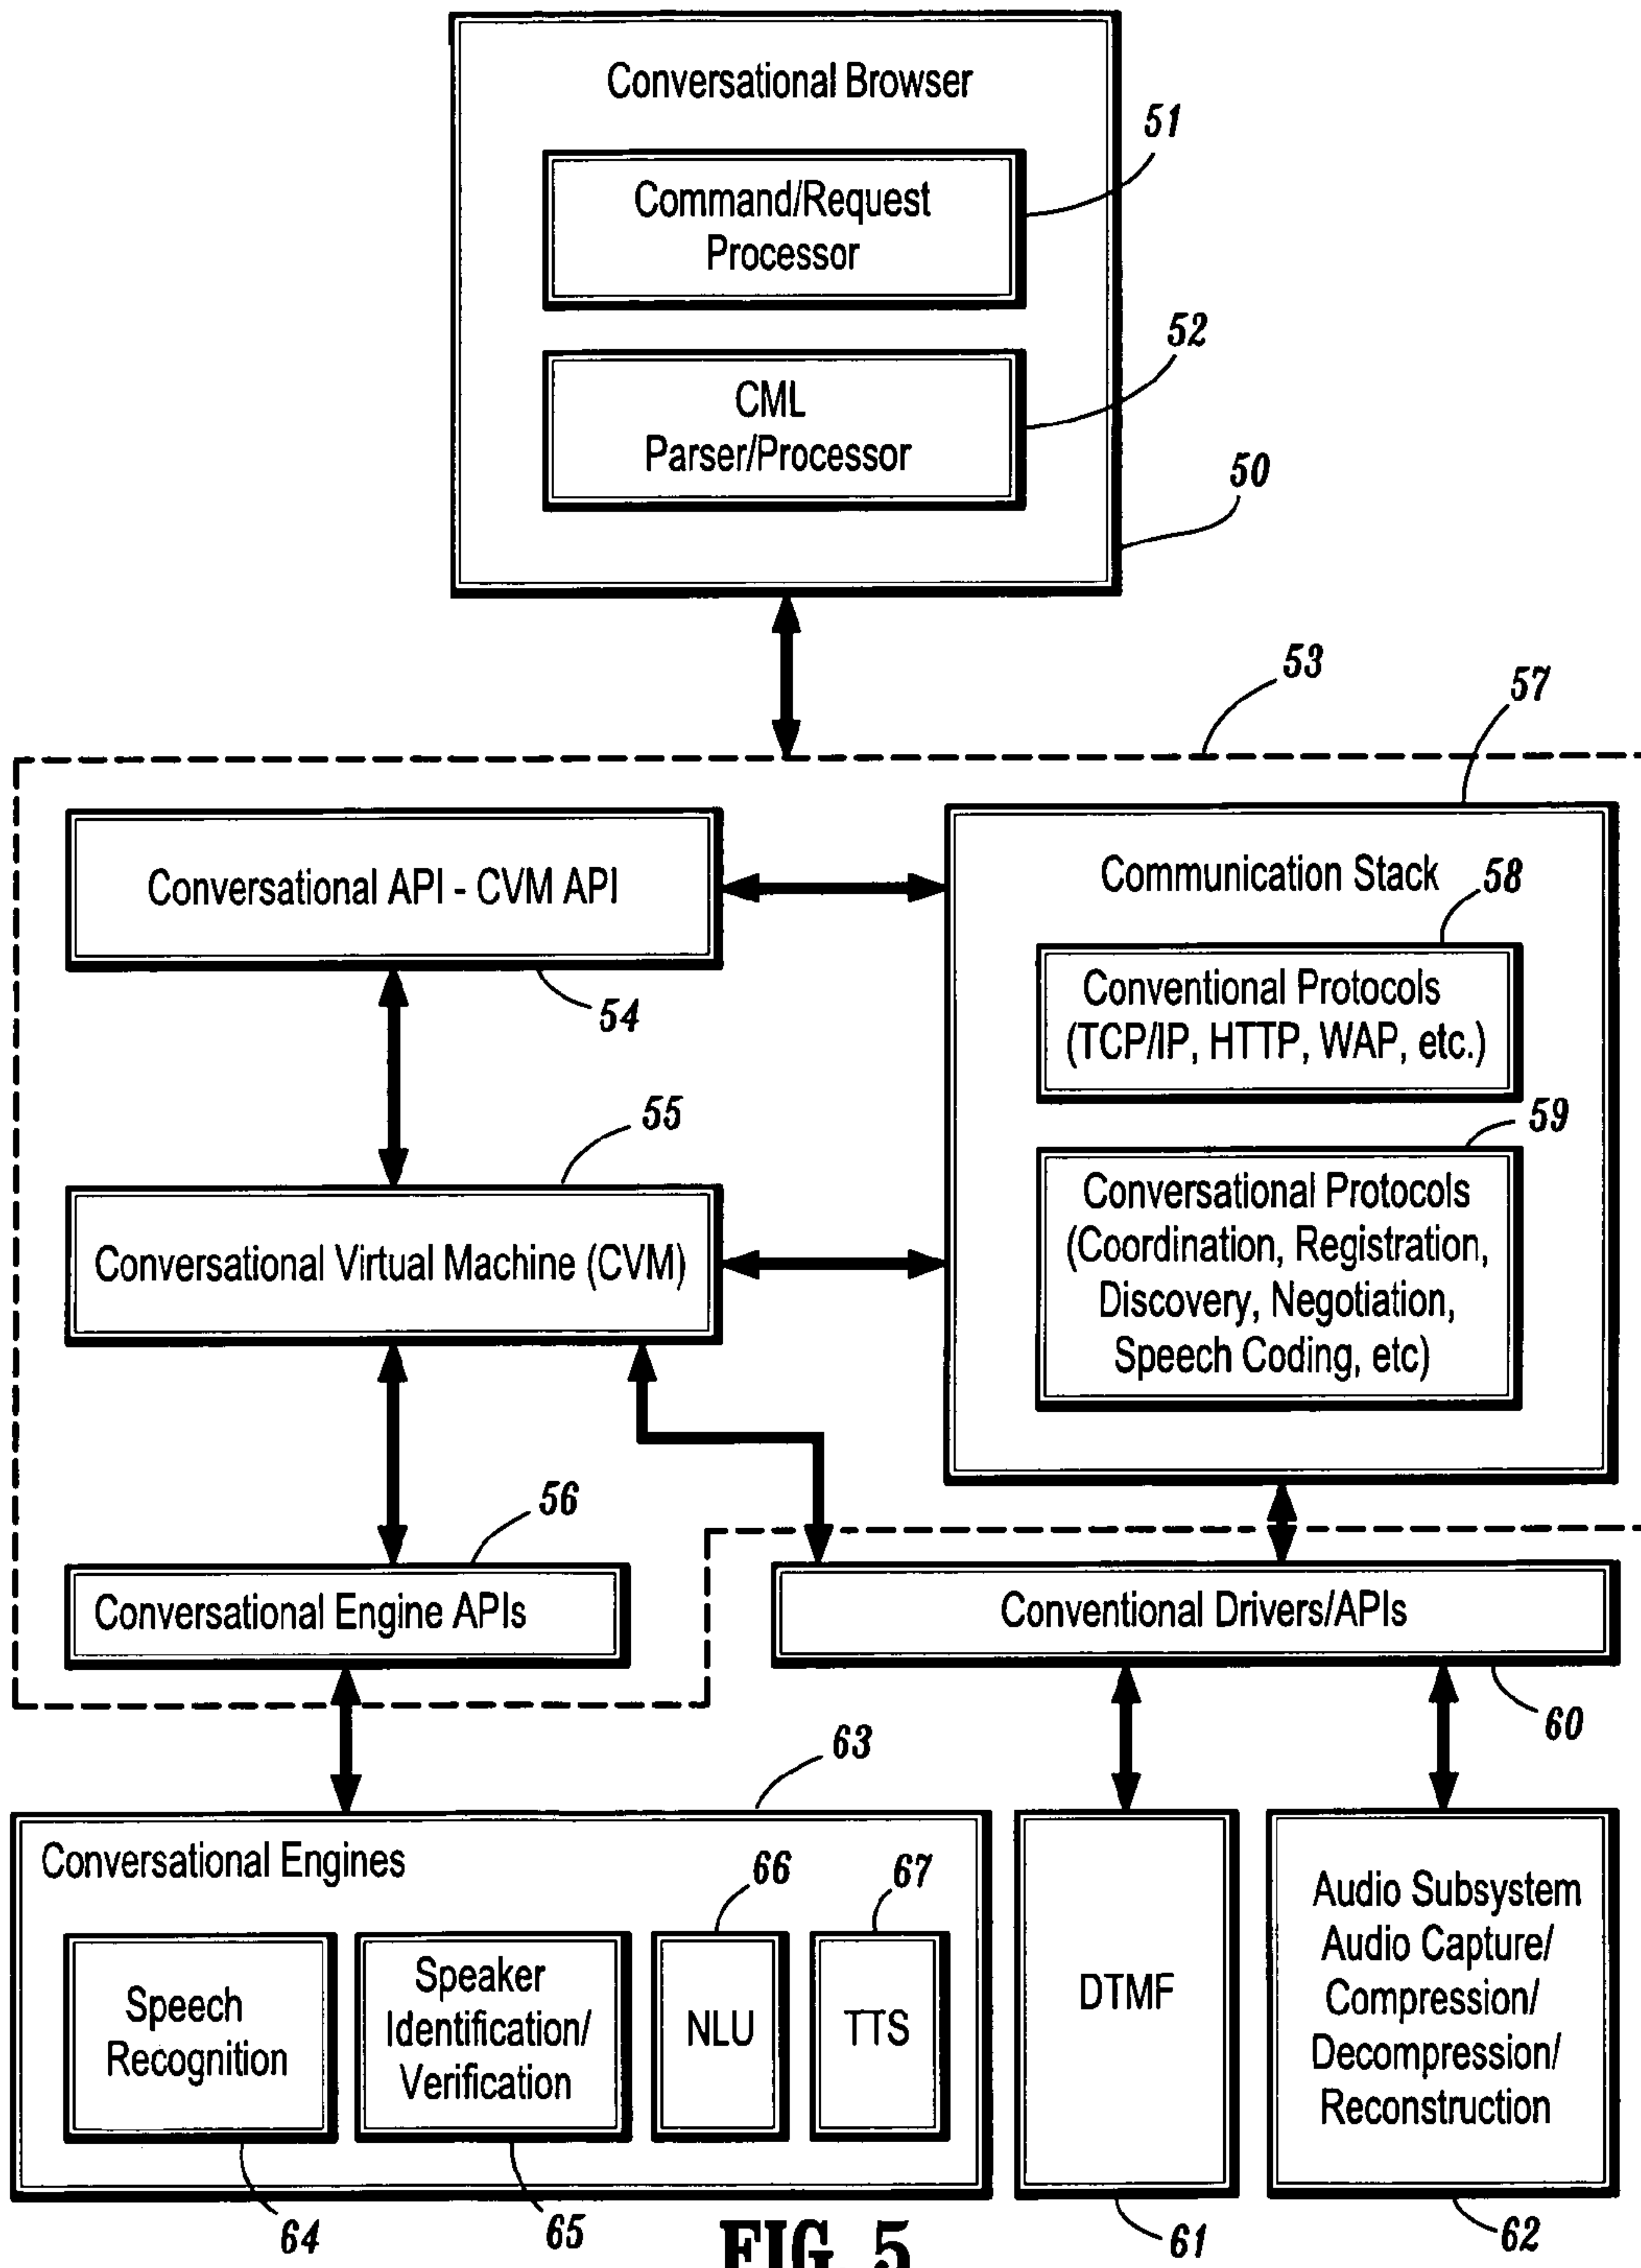 Conversational Browser
51
Command/Request
Processor
52
CML
Parser/Processor
50
53
57
Conversational API - CVM API
54
Communication Stack
58
Conventional Protocols
(TCP/IP, HTTP, WAP, etc.)
55
59
Conversational Virtual Machine (CVM)
Conversational Protocols
(Coordination, Registration,
Discovery, Negotiation,
Speech Coding, etc)
56
Conversational Engine APIs
Conventional Drivers/APIs
60
63
Conversational Engines
66
67
Speech
Recognition
Speaker
Identification/
Verification
NLU
TTS
DTMF
Audio Subsystem
Audio Capture/
Compression/
Decompression/
Reconstruction
64
65
61
62
FIG. 5